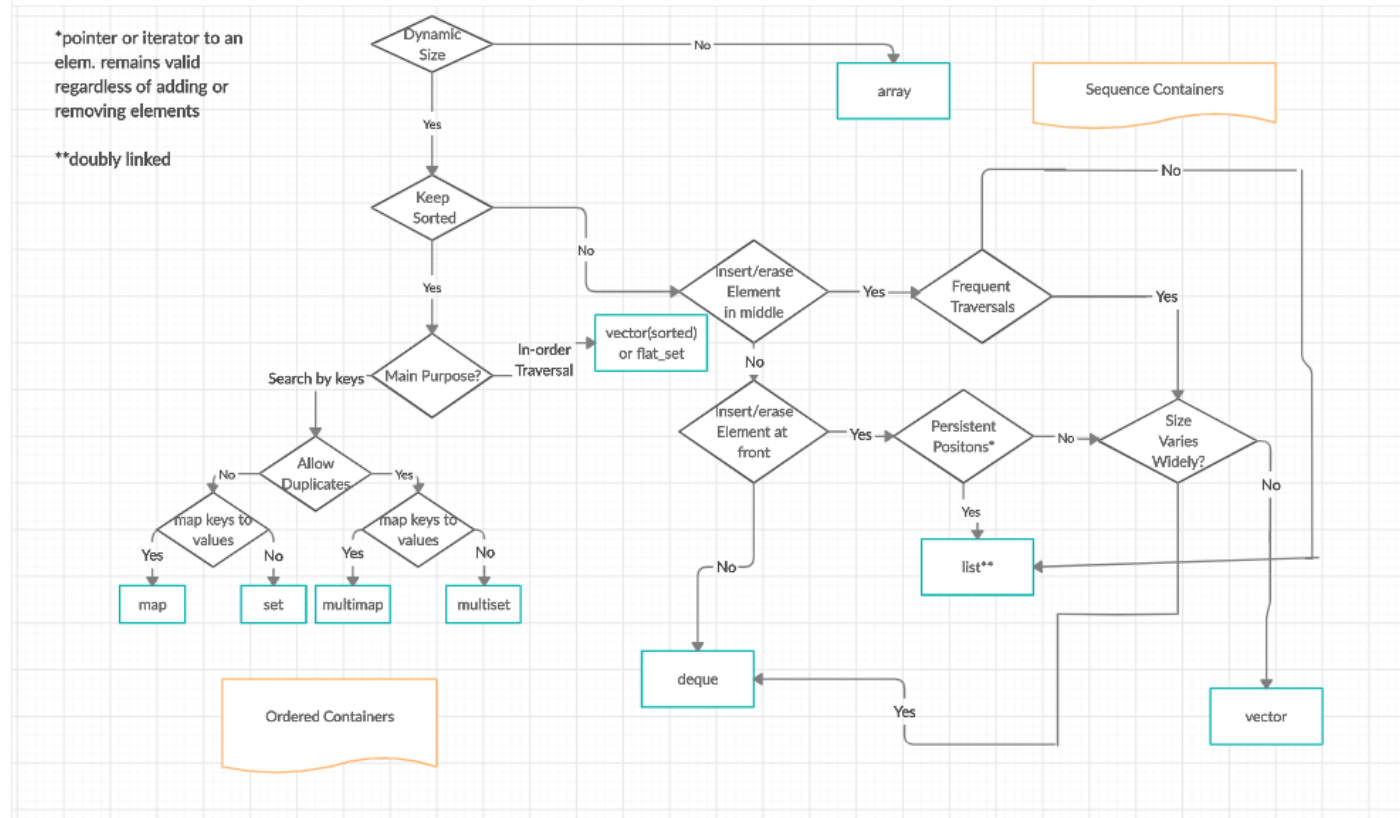 *pointer or iterator to an
elem. remains valid
regardless of adding or
removing elements
**doubly linked
Dynamic
Size
No
array
Sequence Containers
Yes
Keep
Sorted
No
No
Yes
Insert/erase
Element
in middle
Yes
Frequent
Traversals
Yes
vector(sorted)
or flat_set
In-order
Traversal
Main Purpose?
Search by keys
No
Insert/erase
Element at
front
Yes
Persistent
Positons*
No
Size
Varies
Widely?
No
Allow
Duplicates
No
Yes
map keys to
values
map keys to
values
Yes
No
Yes
No
Yes
list**
No
map
set
multimap
multiset
deque
Yes
vector
Ordered Containers